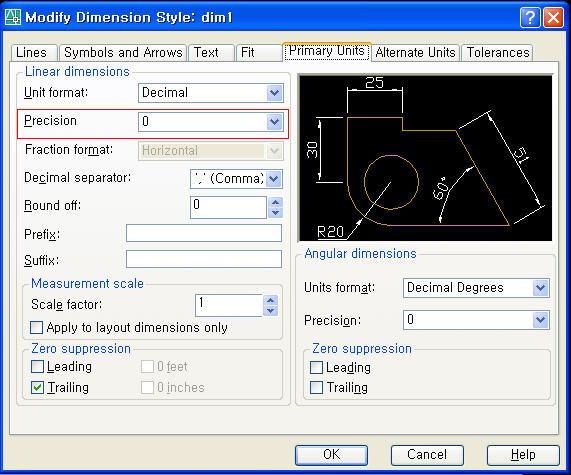 Modify Dimension Style: dim1
Lines Symbols and Arrows Text Fit Primary Units Alternate Units Tolerances
Linear dimensions
Unit format: Decimal
Precision 0
Fraction format: Horizontal
Decimal separator: ',' (Comma)
Round off: 0
Prefix:
Suffix:
Measurement scale
Scale factor: 1
Apply to layout dimensions only
Zero suppression
Leading 0 feet
Trailing 0 inches
25
30
51
60°
R20
Angular dimensions
Units format: Decimal Degrees
Precision: 0
Zero suppression
Leading
Trailing
OK Cancel Help